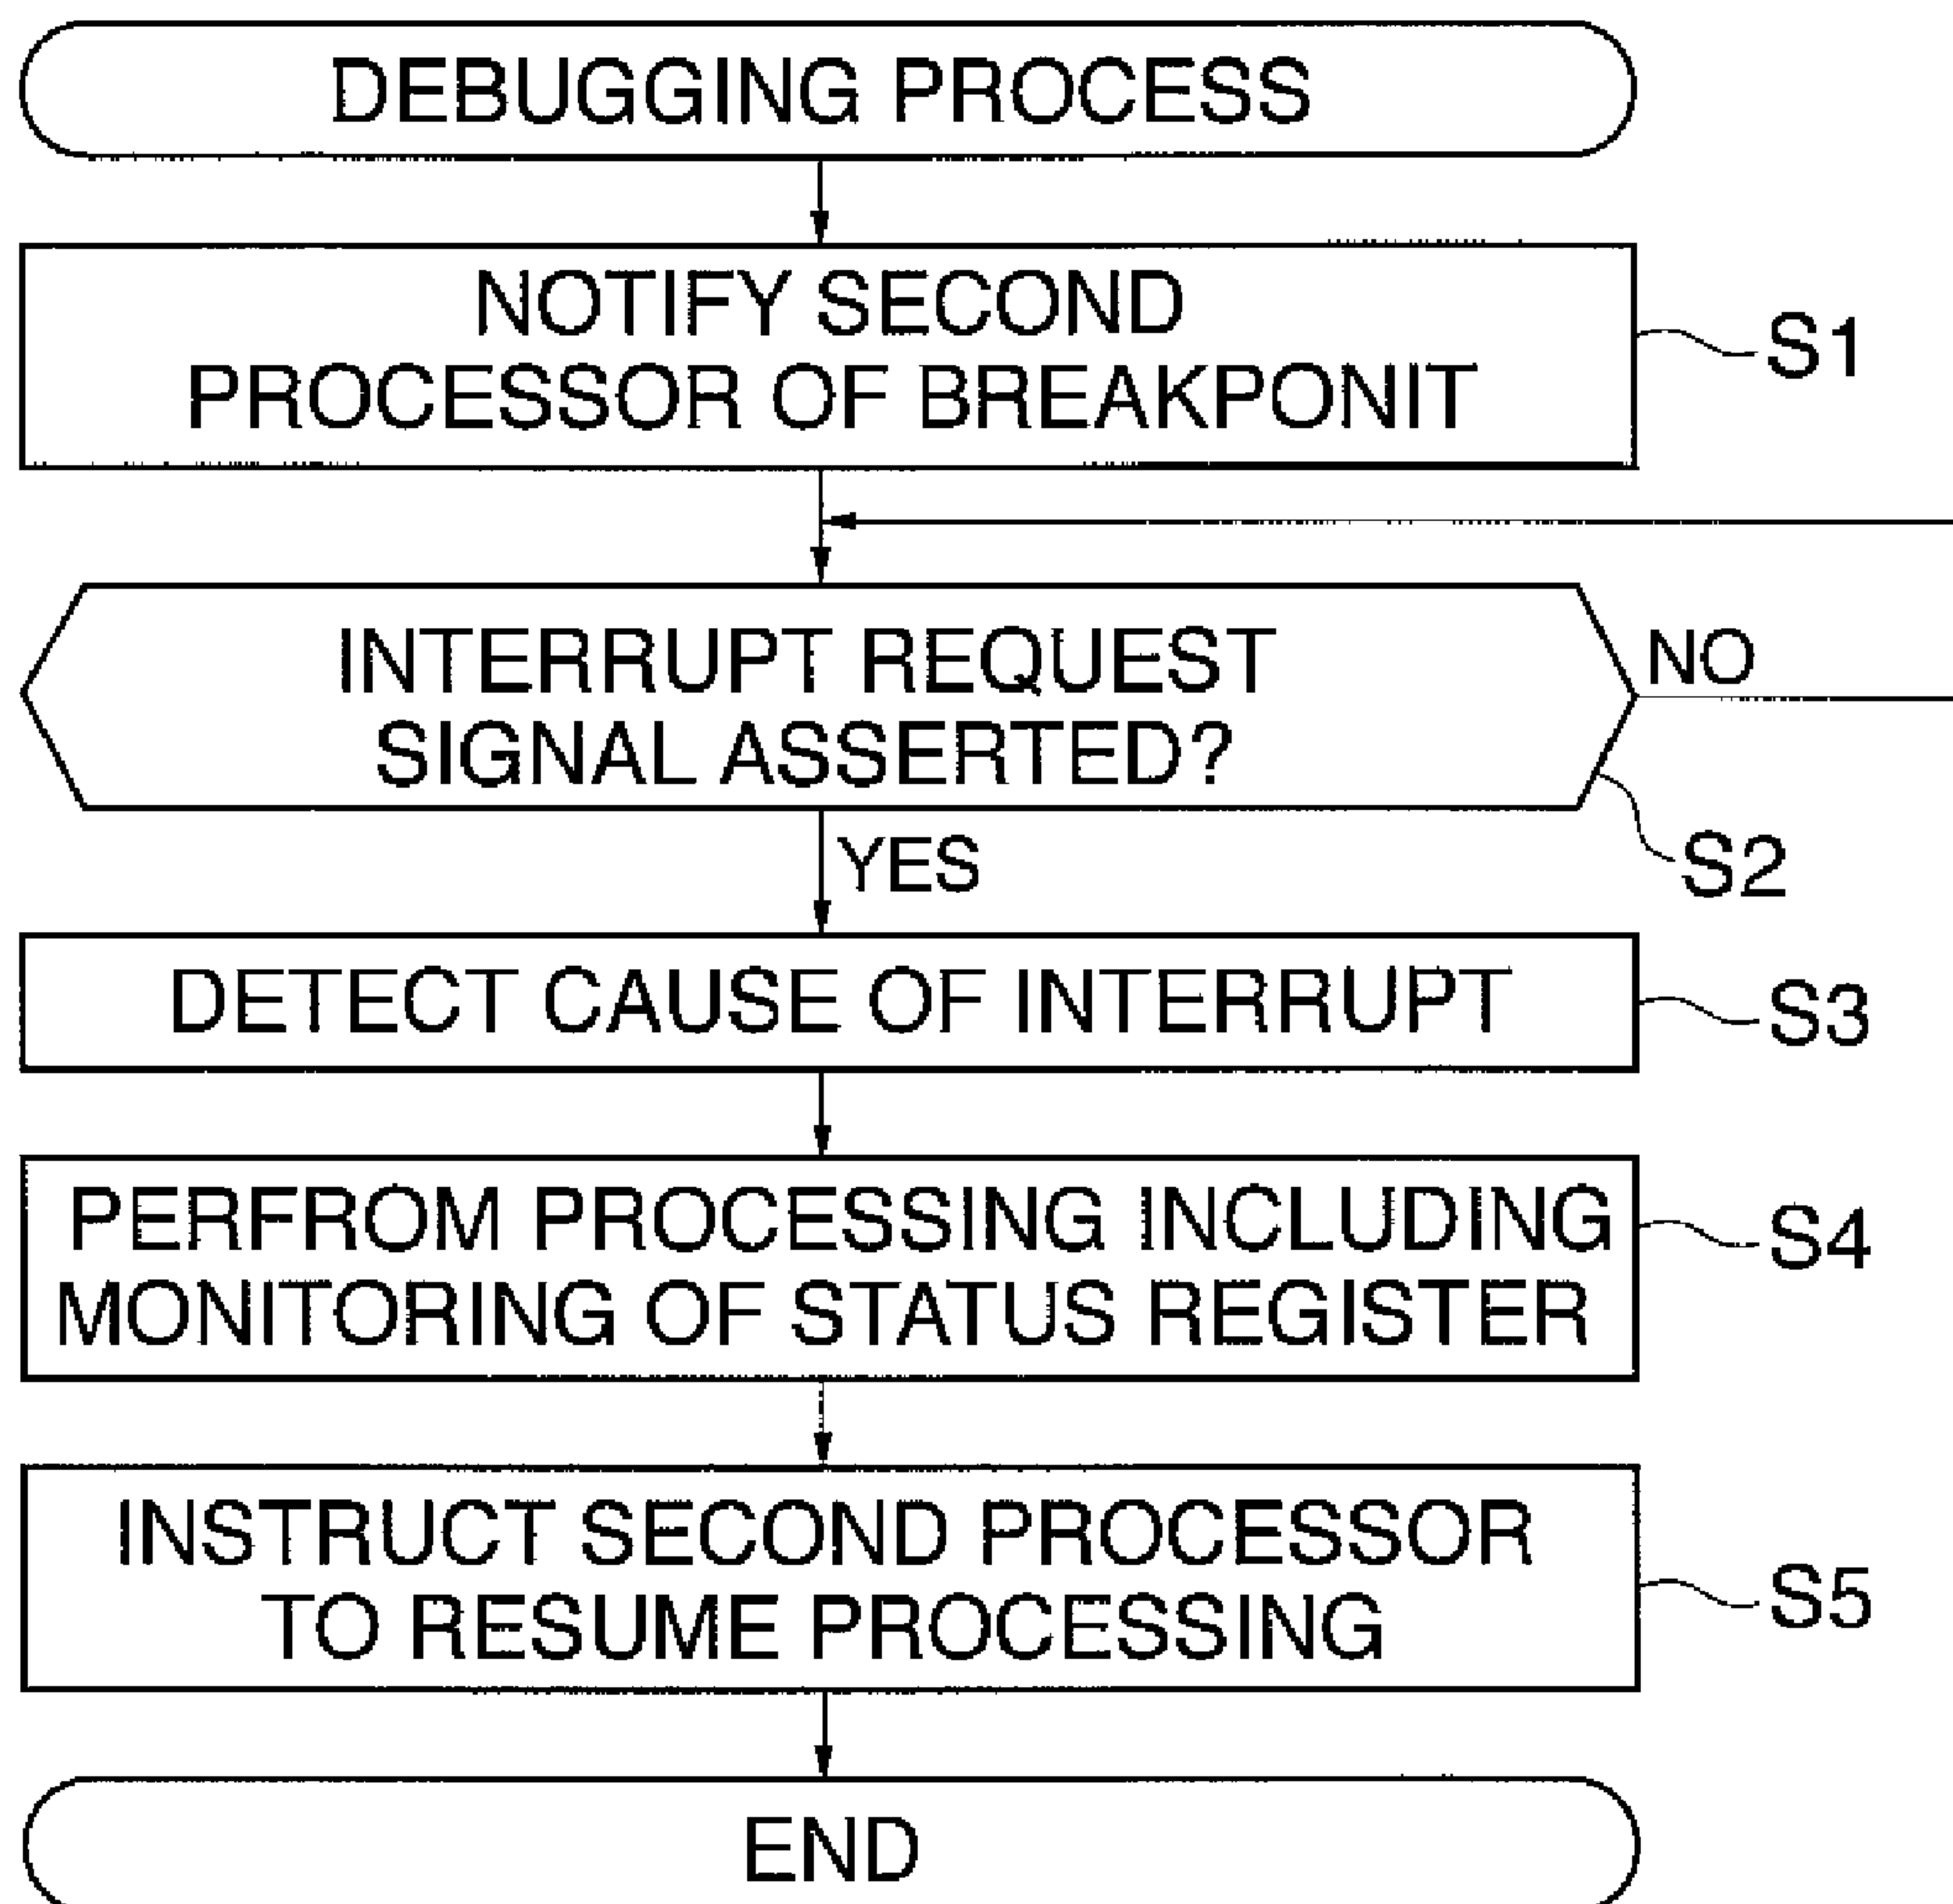 DEBUGGING PROCESS
NOTIFY SECOND
PROCESSOR OF BREAKPONIT
S1
INTERRUPT REQUEST
SIGNAL ASSERTED?
NO
S2
YES
DETECT CAUSE OF INTERRUPT
S3
PERFROM PROCESSING INCLUDING
MONITORING OF STATUS REGISTER
S4
INSTRUCT SECOND PROCESSOR
TO RESUME PROCESSING
S5
END